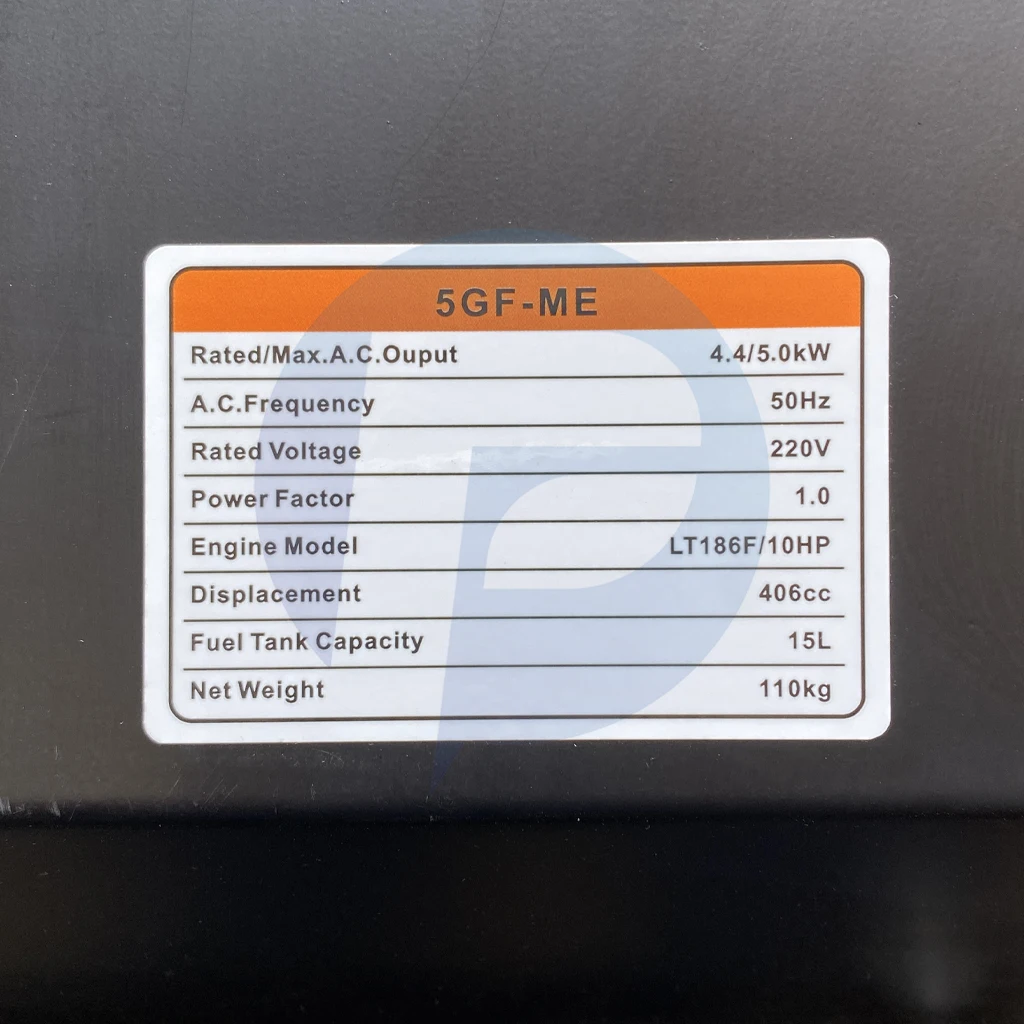 5GF-ME
Rated/Max.A.C.Ouput 4.4/5.0kW
A.C.Frequency 50Hz
Rated Voltage 220V
Power Factor 1.0
Engine Model LT186F/10HP
Displacement 406cc
Fuel Tank Capacity 15L
Net Weight 110kg